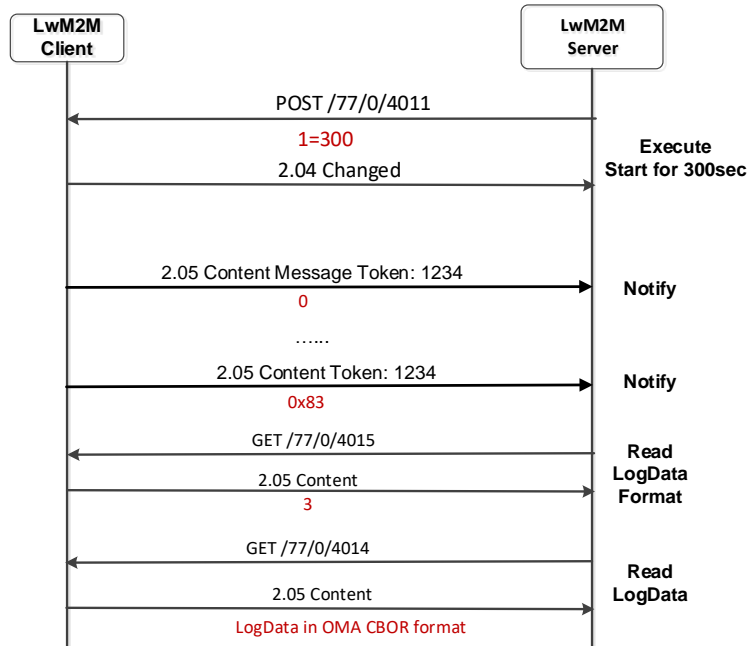 LwM2M
Client
LwM2M
Server
POST /77/0/4011
1=300
Execute
Start for 300sec
2.04 Changed
2.05 Content Message Token: 1234
0
Notify
......
2.05 Content Token: 1234
0x83
Notify
GET /77/0/4015
Read
LogData
Format
2.05 Content
3
GET /77/0/4014
Read
LogData
2.05 Content
LogData in OMA CBOR format